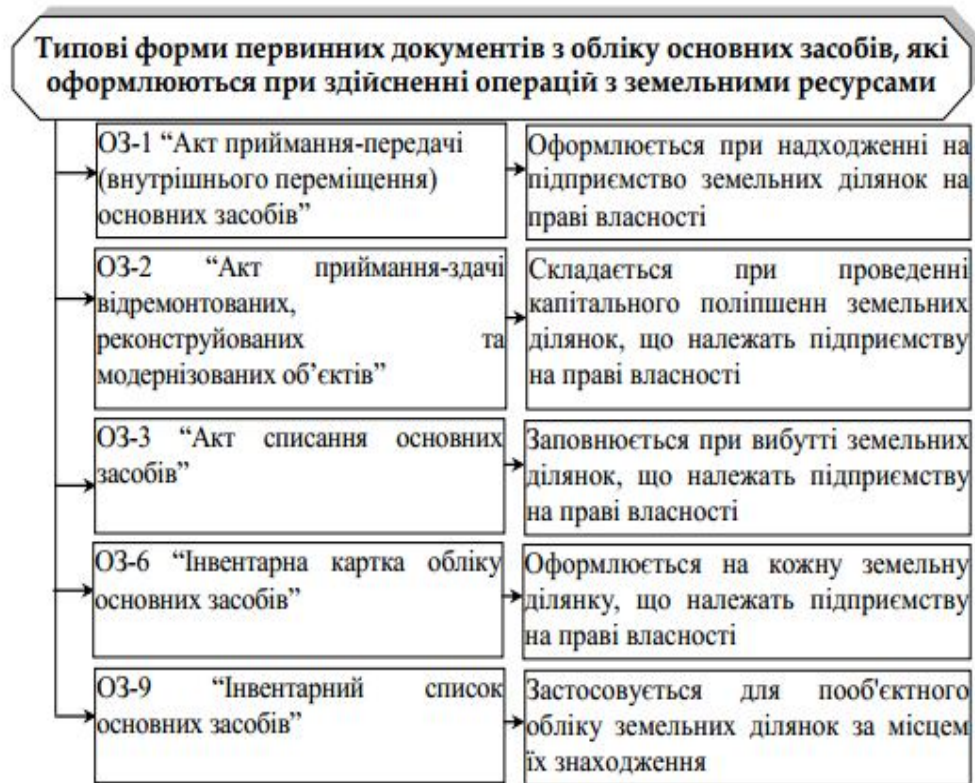 Типові форми первинних документів з обліку основних засобів, які
оформлюються при здійсненні операцій з земельними ресурсами
ОЗ-1 “Акт приймання-передачі
(внутрішнього переміщення)
основних засобів”
Оформлюється при надходженні на
підприємство земельних ділянок на
праві власності
ОЗ-2 “Акт приймання-здачі
відремонтованих,
реконструйованих та
модернізованих об’єктів”
Складається при проведенні
капітального поліпшенн земельних
ділянок, що належать підприємству
на праві власності
ОЗ-3 “Акт списання основних
засобів”
Заповнюється при вибутті земельних
ділянок, що належать підприємству
на праві власності
ОЗ-6 “Інвентарна картка обліку
основних засобів”
Оформлюється на кожну земельну
ділянку, що належать підприємству
на праві власності
ОЗ-9 “Інвентарний список
основних засобів”
Застосовується для пооб'єктного
обліку земельних ділянок за місцем
їх знаходження